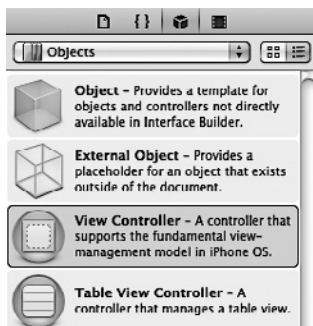 { }
Objects
Object – Provides a template for
objects and controllers not directly
available in Interface Builder.
External Object – Provides a
placeholder for an object that exists
outside of the document.
View Controller – A controller that
supports the fundamental view-
management model in iPhone OS.
Table View Controller – A
controller that manages a table view.